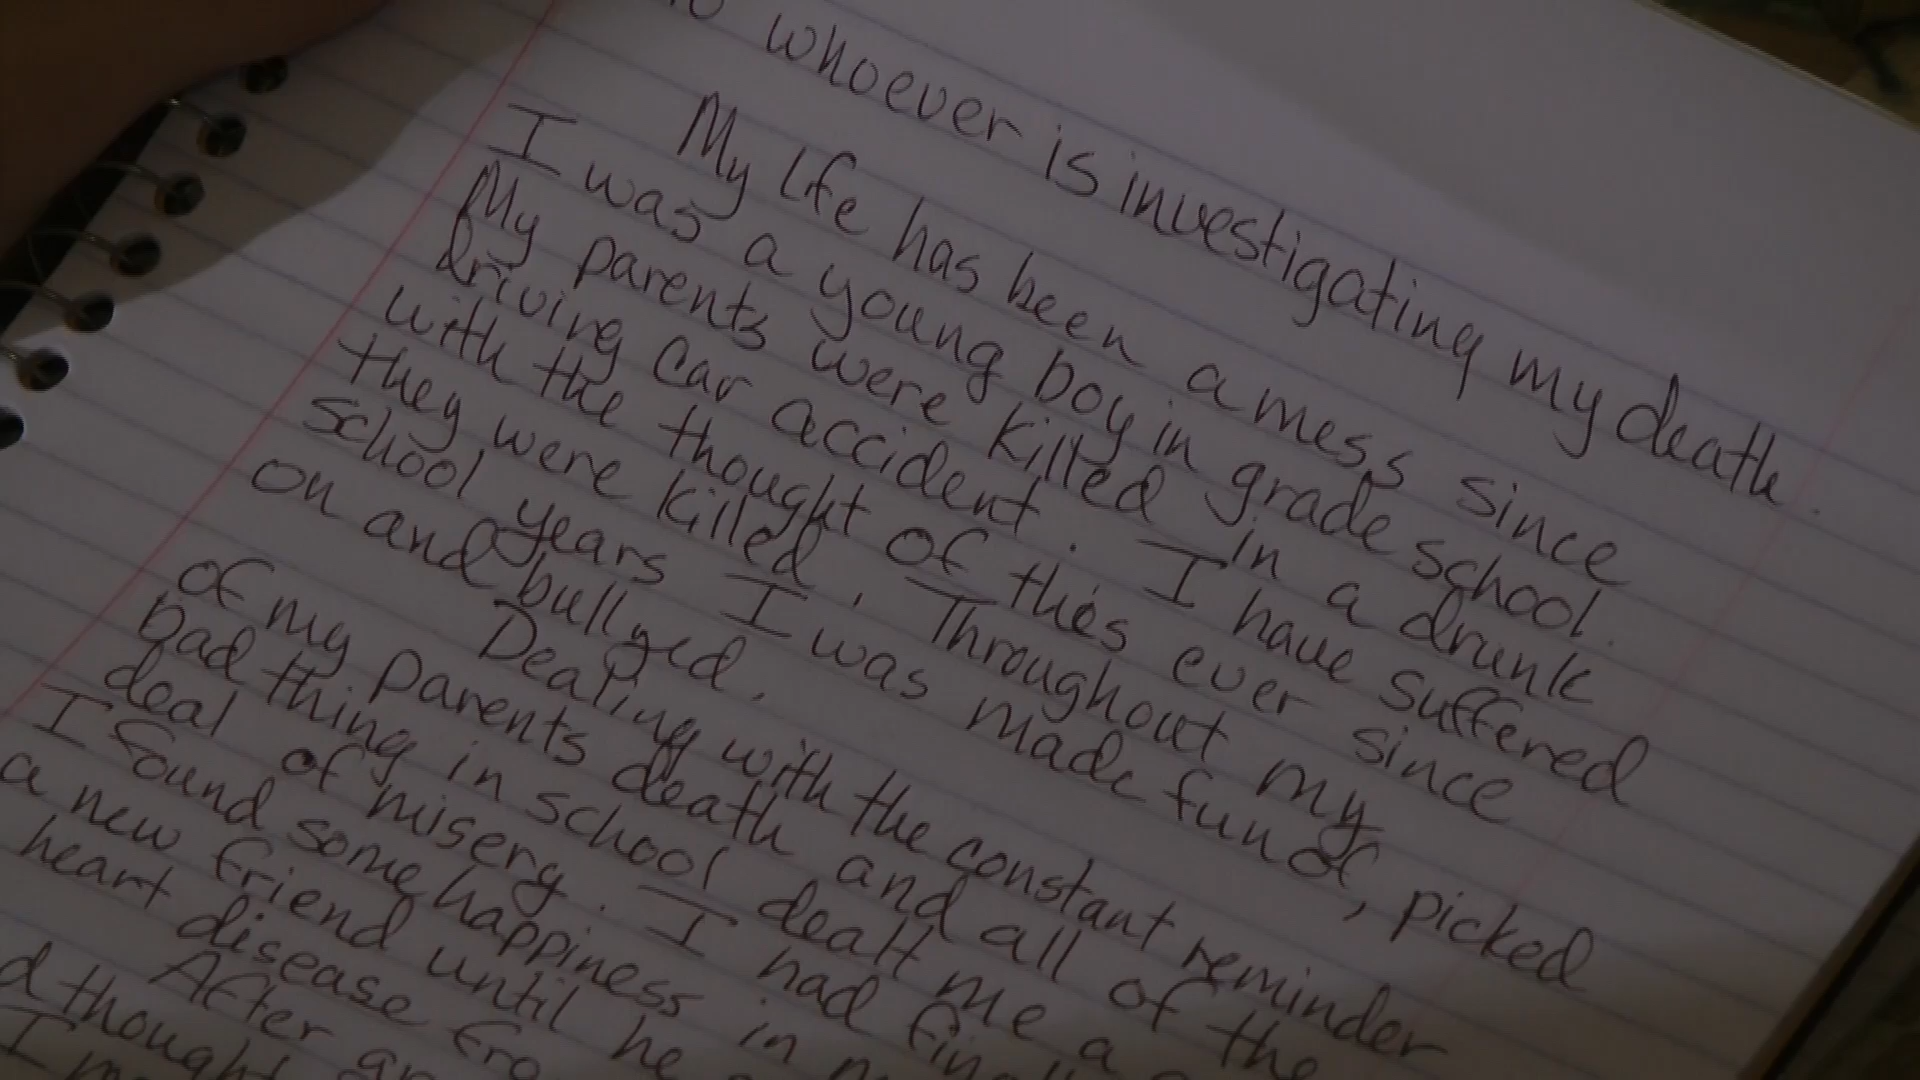 whoever is investigating my death.
My life has been a mess since
I was a young boy in grade school.
My parents were killed in a drunk
driving car accident. I have suffered
with the thought of this ever since
they were killed. Throughout my
school years I was made fun of, picked
on and bullyed.
Dealing with the constant reminder
of my parents death and all of the
bad thing in school dealt me a
deal of misery. I had fin
I found some happiness in
a new friend until he
heart disease fro
After
d thought
I